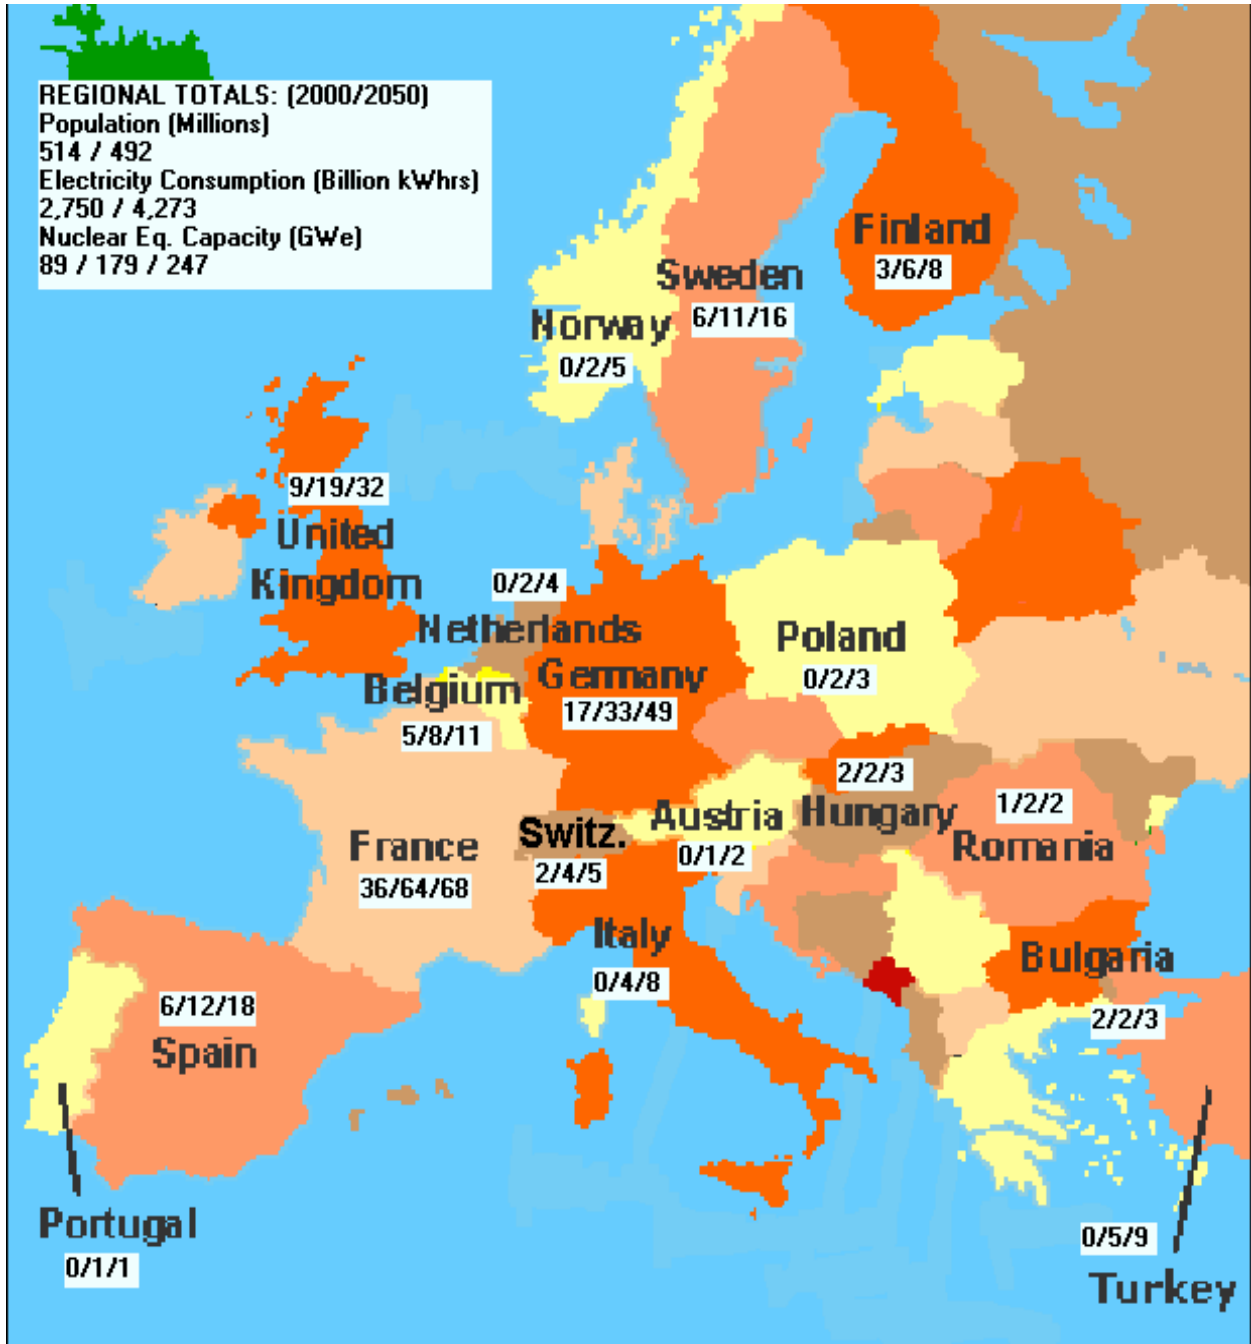 REGIONAL TOTALS: (2000/2050)
Population (Millions)
514 / 492
Electricity Consumption (Billion kWhrs)
2,750 / 4,273
Nuclear Eq. Capacity (GWe)
89 / 179 / 247
Finland
3/6/8
Sweden
6/11/16
Norway
0/2/5
9/19/32
United
Kingdom
0/2/4
Netherlands
Poland
0/2/3
Germany
17/33/49
Belgium
5/8/11
2/2/3
Hungary
1/2/2
Romania
Austria
0/1/2
Switz.
2/4/5
France
36/64/68
Italy
0/4/8
Bulgaria
2/2/3
6/12/18
Spain
Portugal
0/1/1
0/5/9
Turkey